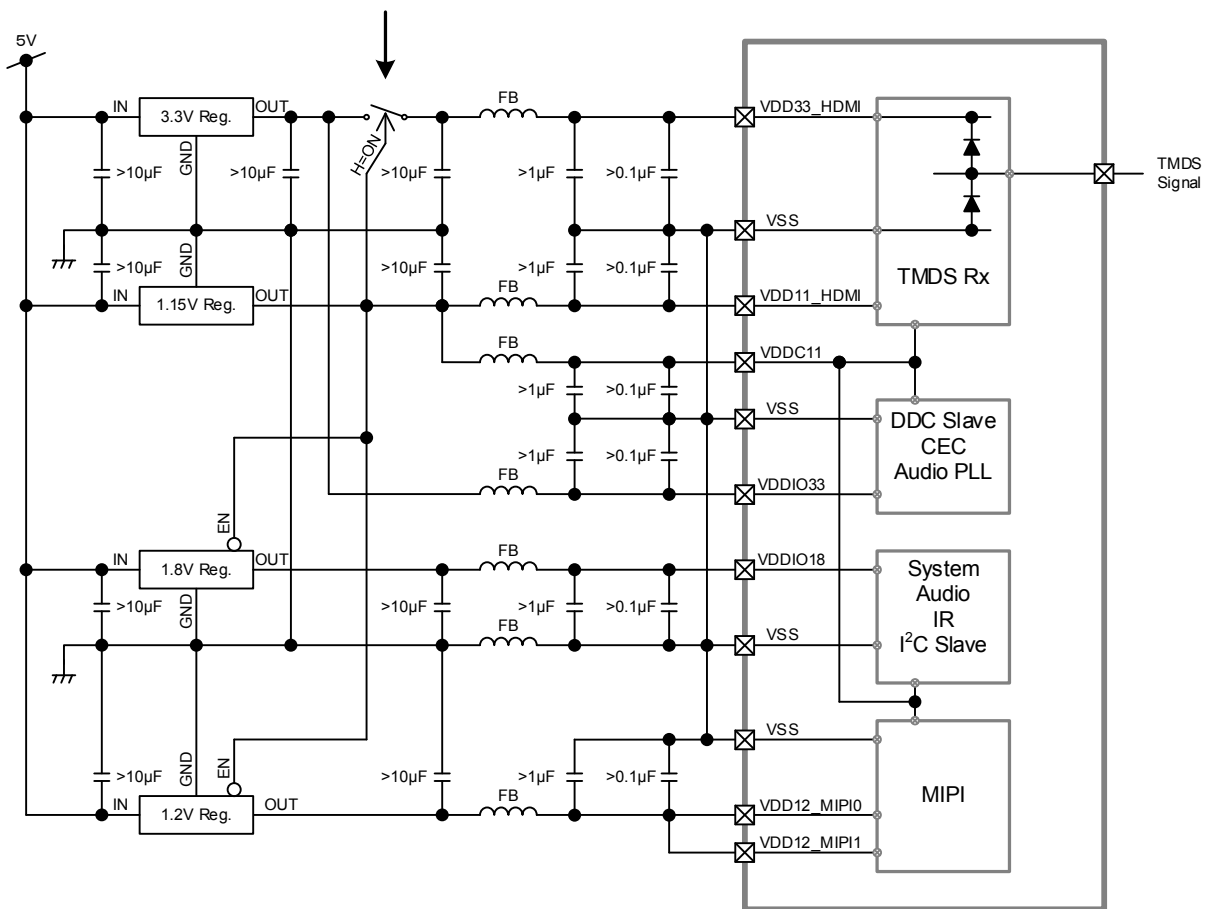 5V
IN
3.3V Reg.
OUT
FB
VDD33_HDMI
>10µF
GND
>10µF
H=ON
>10µF
>1µF
>0.1µF
TMDS
Signal
VSS
>10µF
GND
>10µF
>1µF
>0.1µF
TMDS Rx
IN
1.15V Reg.
OUT
FB
VDD11_HDMI
FB
VDDC11
>1µF
>0.1µF
VSS
DDC Slave
CEC
Audio PLL
>1µF
>0.1µF
FB
VDDIO33
EN
IN
1.8V Reg.
OUT
FB
VDDIO18
System
Audio
IR
I²C Slave
>10µF
GND
>10µF
>1µF
>0.1µF
FB
VSS
VSS
>10µF
GND
EN
>10µF
>1µF
>0.1µF
MIPI
IN
1.2V Reg.
OUT
FB
VDD12_MIPI0
VDD12_MIPI1